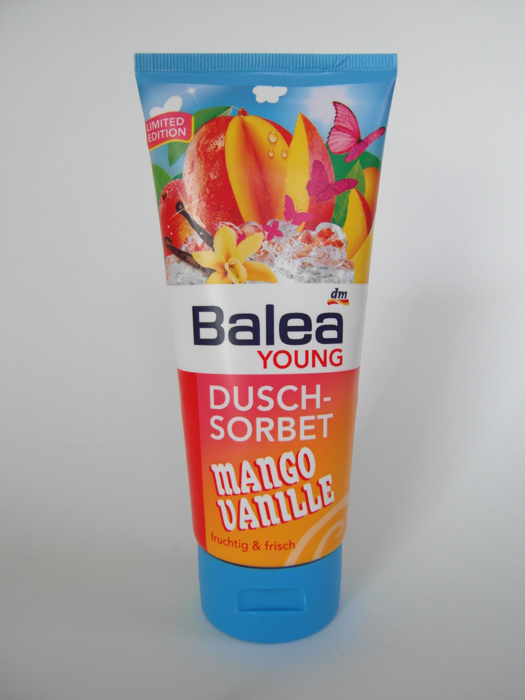 LIMITED
EDITION
dm
Balea
YOUNG
DUSCH-
SORBET
MANGO
VANILLE
fruchtig & frisch